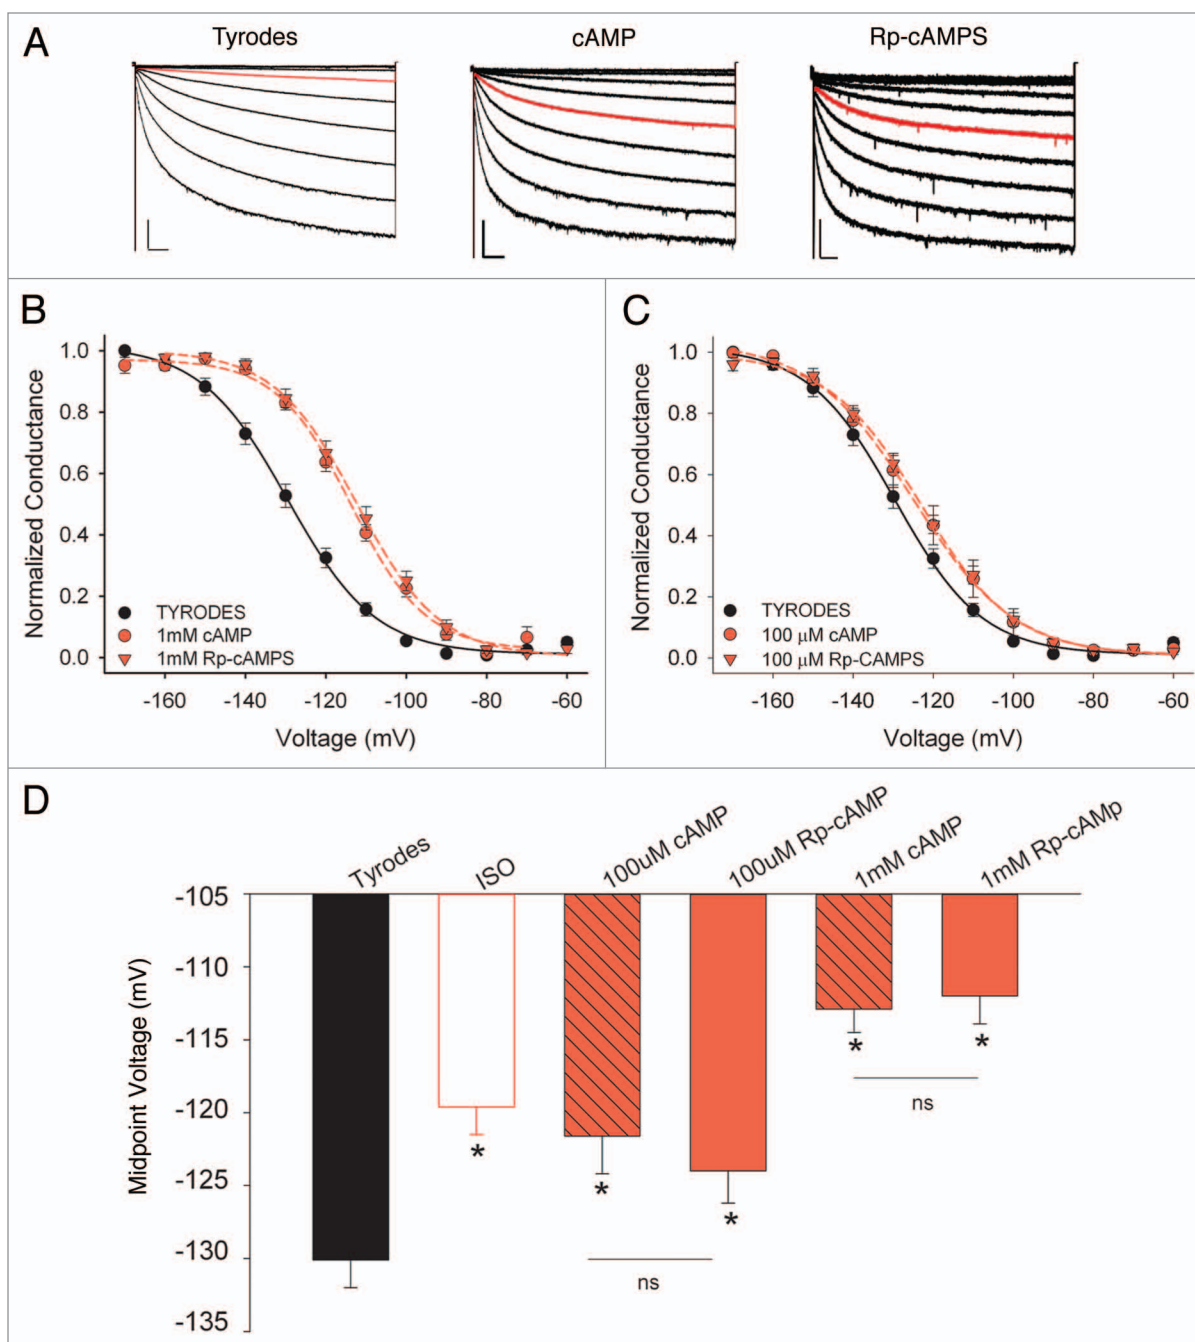 A
Tyrodes
cAMP
Rp-cAMPS
B
Normalized Conductance
1.0
0.8
0.6
0.4
0.2
0.0
TYRODES
1mM cAMP
1mM Rp-cAMPS
-160
-140
-120
-100
-80
-60
Voltage (mV)
C
Normalized Conductance
1.0
0.8
0.6
0.4
0.2
0.0
TYRODES
100 μM cAMP
100 μM Rp-CAMPS
-160
-140
-120
-100
-80
-60
Voltage (mV)
D
Tyrodes
ISO
100uM cAMP
100uM Rp-cAMP
1mM cAMP
1mM Rp-cAMp
Midpoint Voltage (mV)
-105
-110
-115
-120
-125
-130
-135
*
*
*
*
*
ns
ns